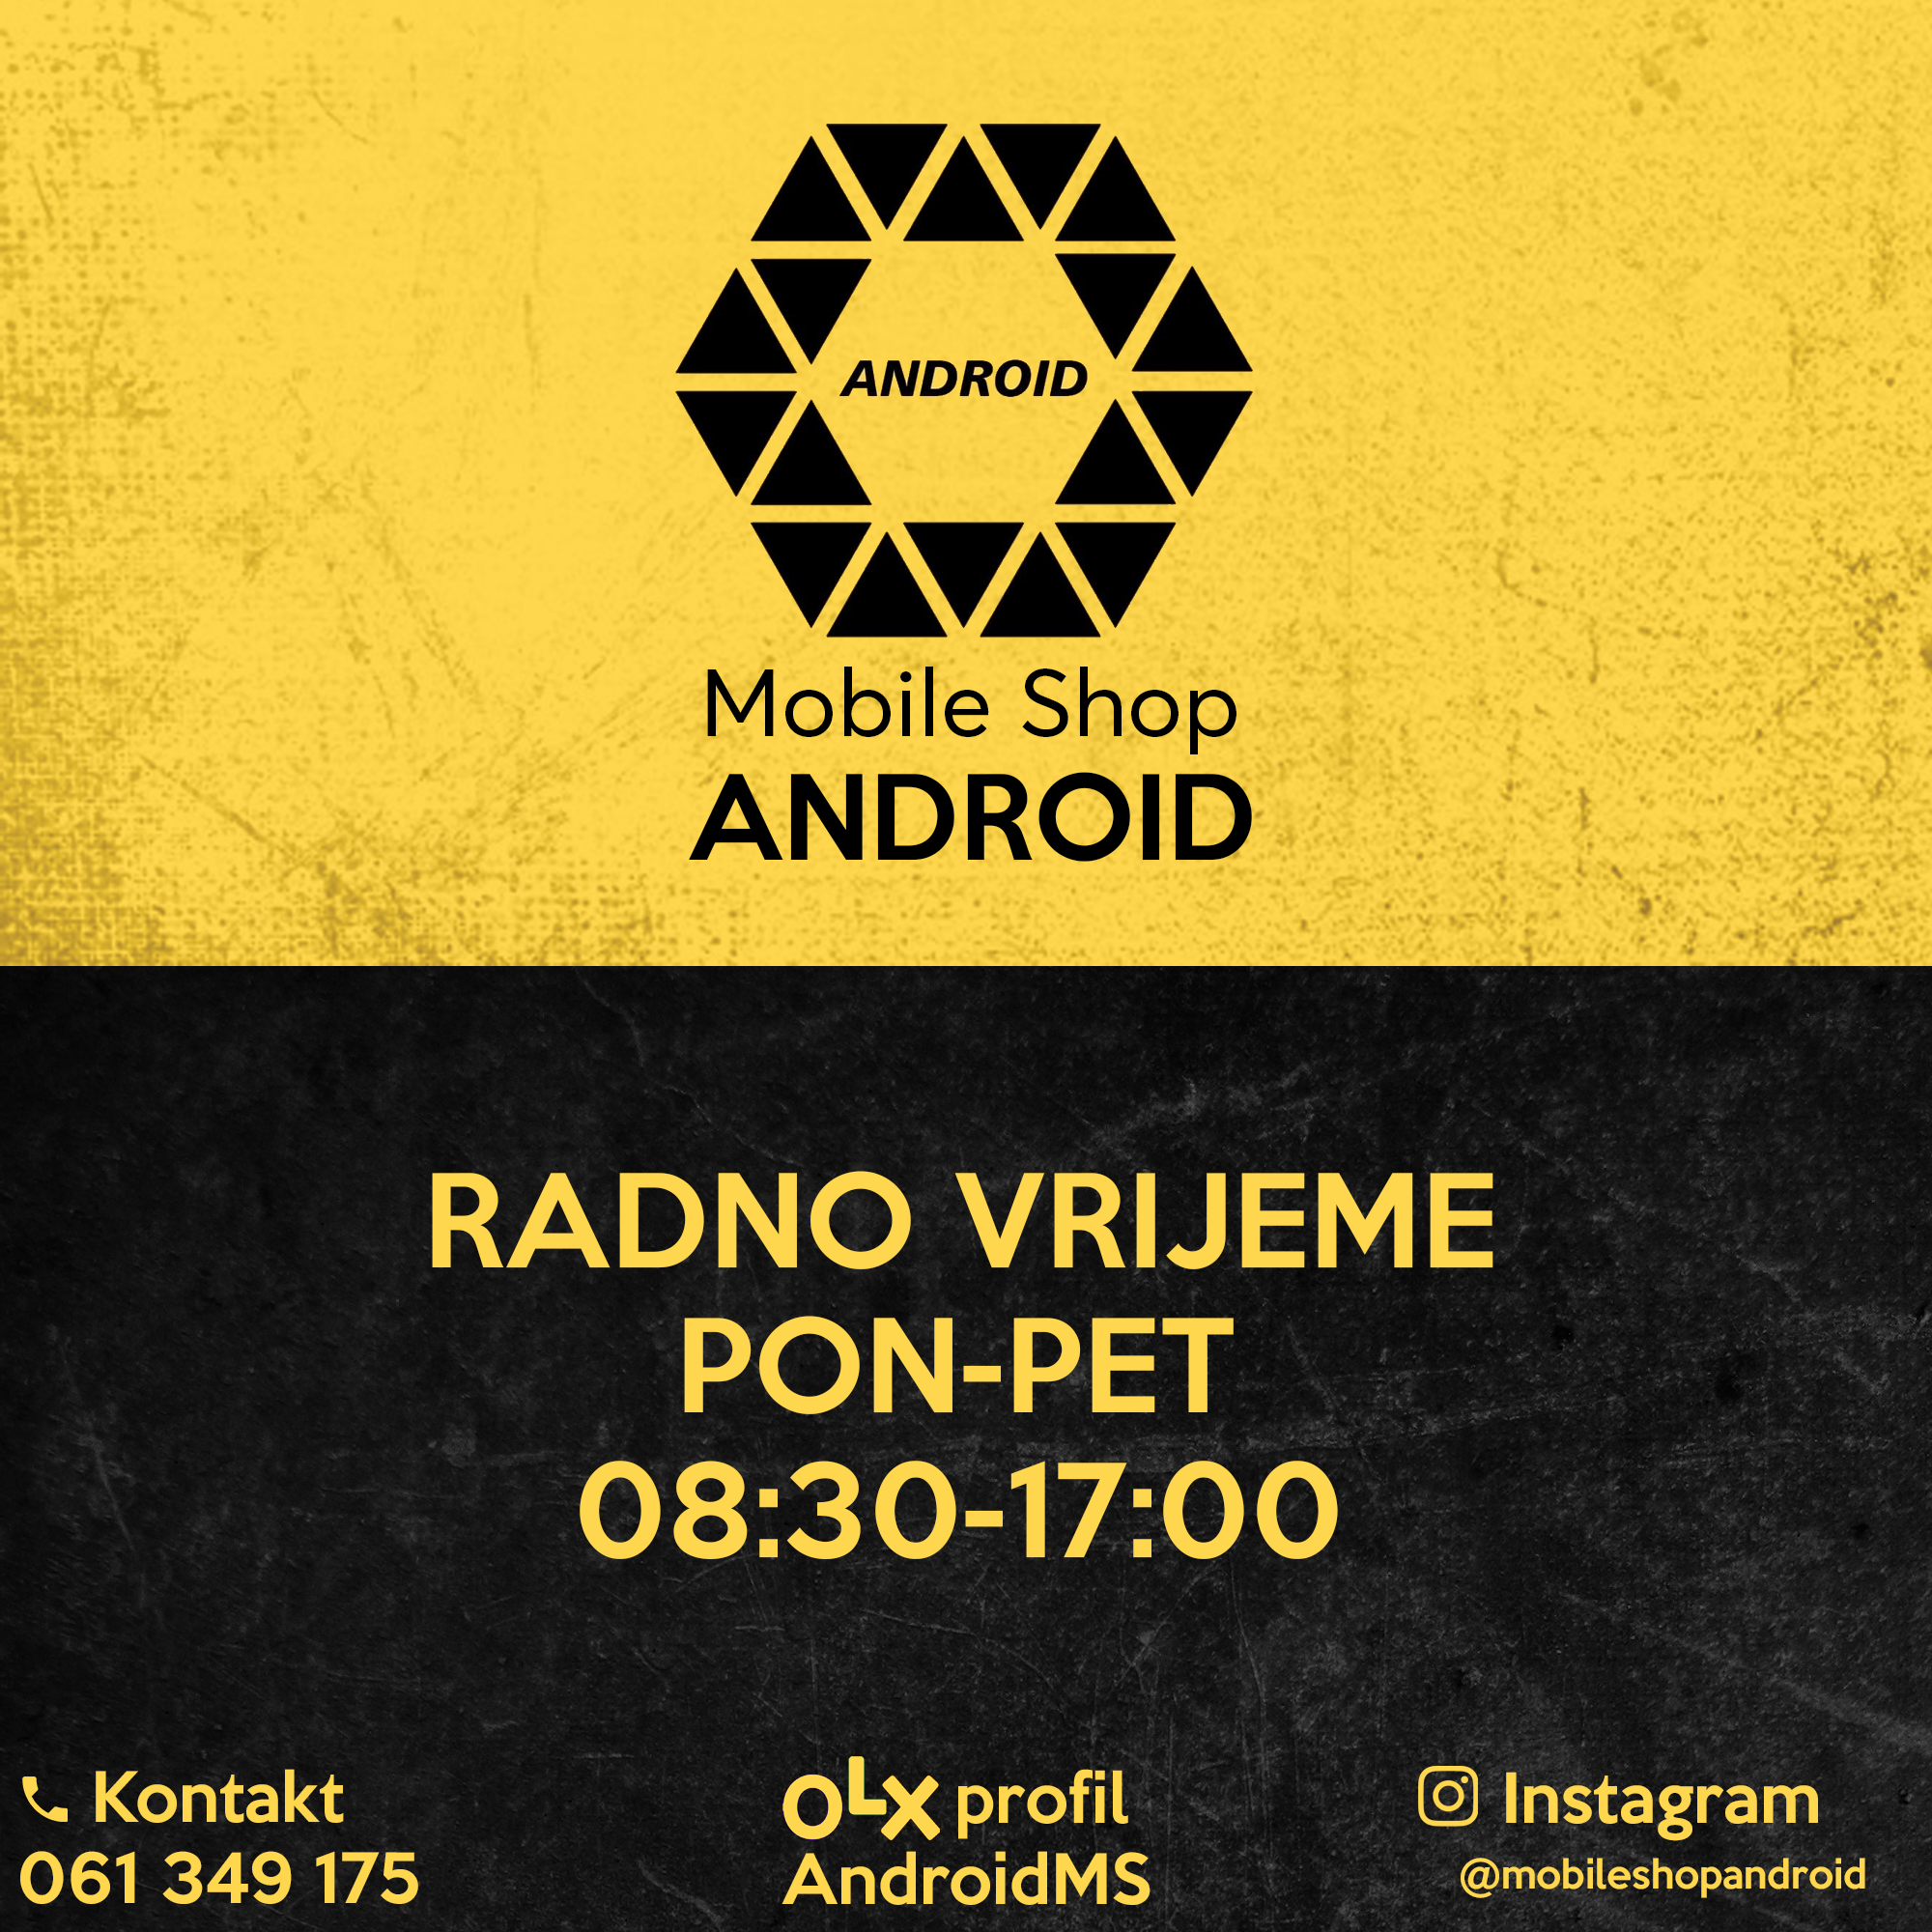 ANDROID
Mobile Shop
ANDROID
RADNO VRIJEME
PON-PET
08:30-17:00
Kontakt
061 349 175
OLX profil
AndroidMS
Instagram
@mobileshopandroid